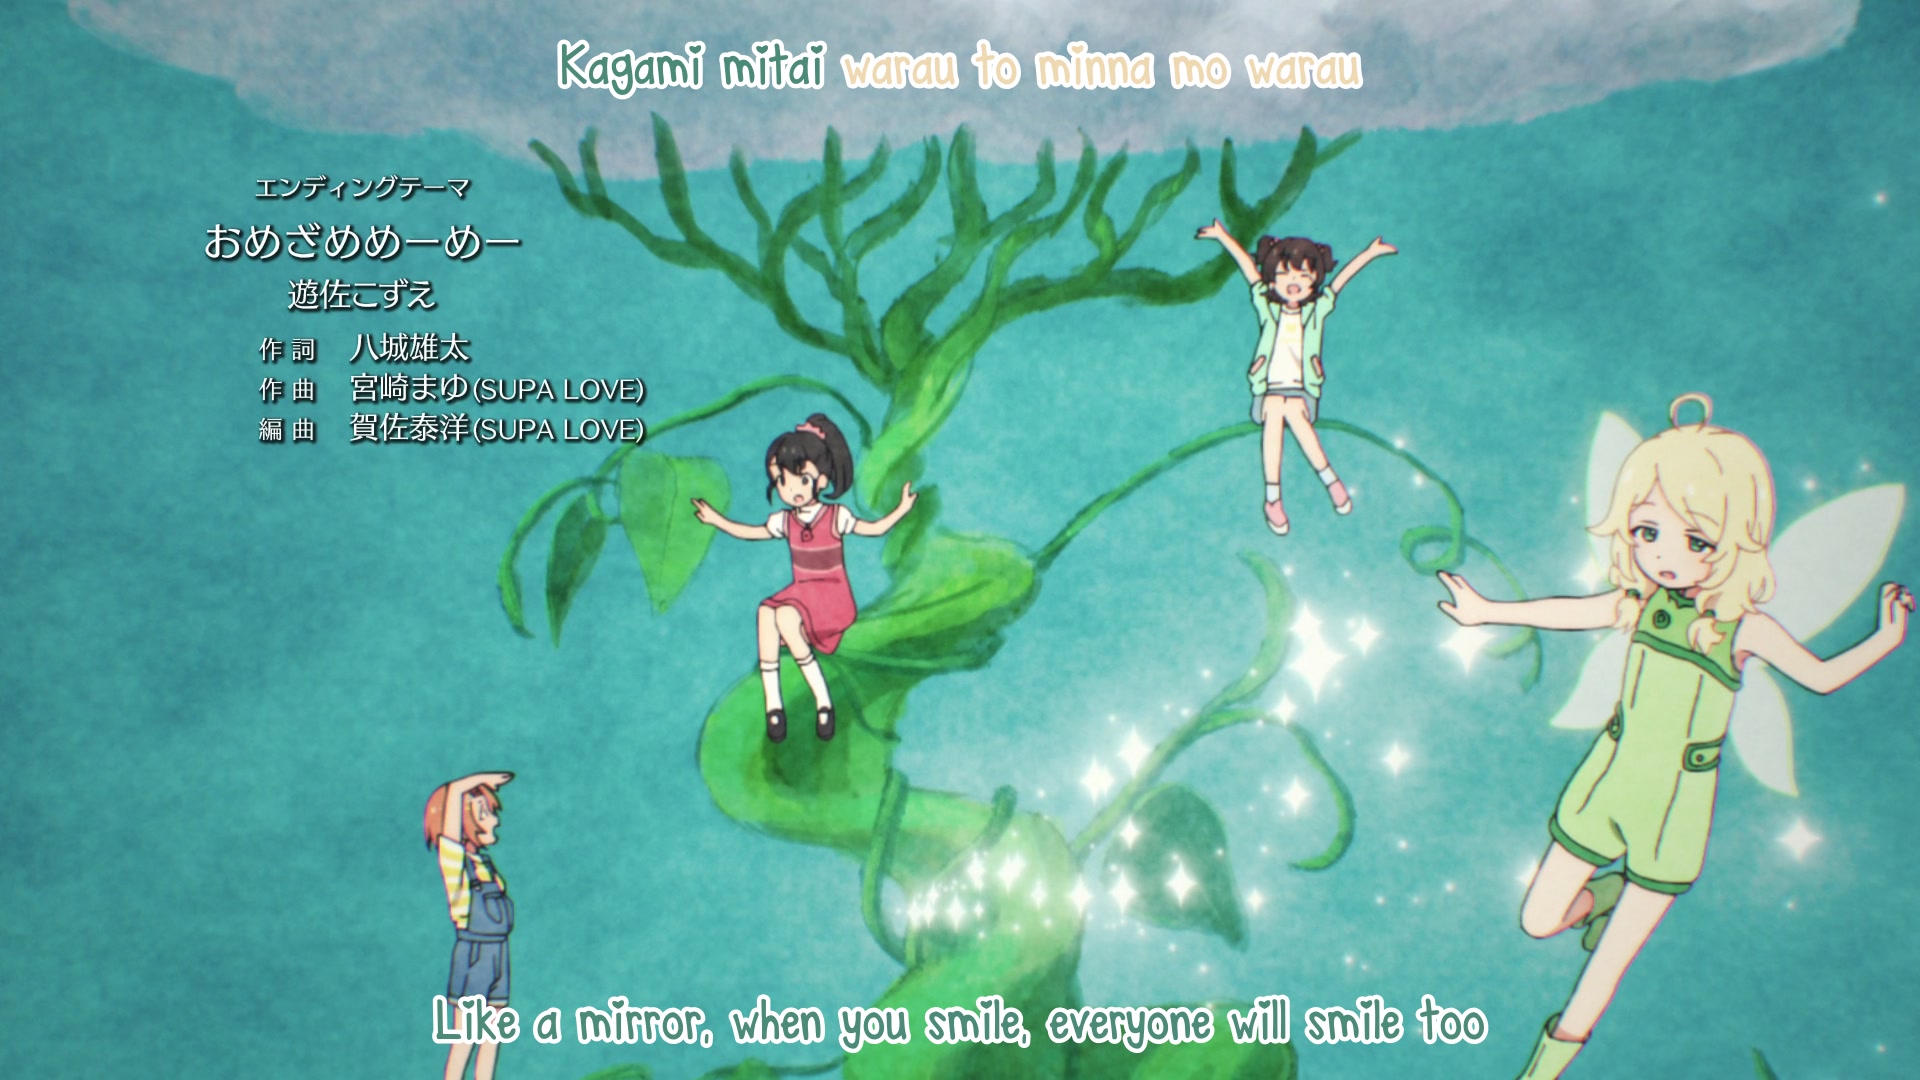 Kagami mitai warau to minna mo warau
エンディングテーマ
おめざめめーめー
遊佐こずえ
作 詞 八城雄太
作 曲 宮崎まゆ(SUPA LOVE)
編 曲 賀佐泰洋(SUPA LOVE)
Like a mirror, when you smile, everyone will smile too